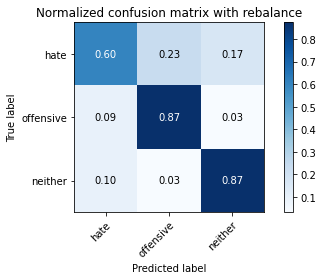 Normalized confusion matrix with rebalance
True label
hate 0.60 0.23 0.17
offensive 0.09 0.87 0.03
neither 0.10 0.03 0.87
hate offensive neither
Predicted label
0.8
0.7
0.6
0.5
0.4
0.3
0.2
0.1